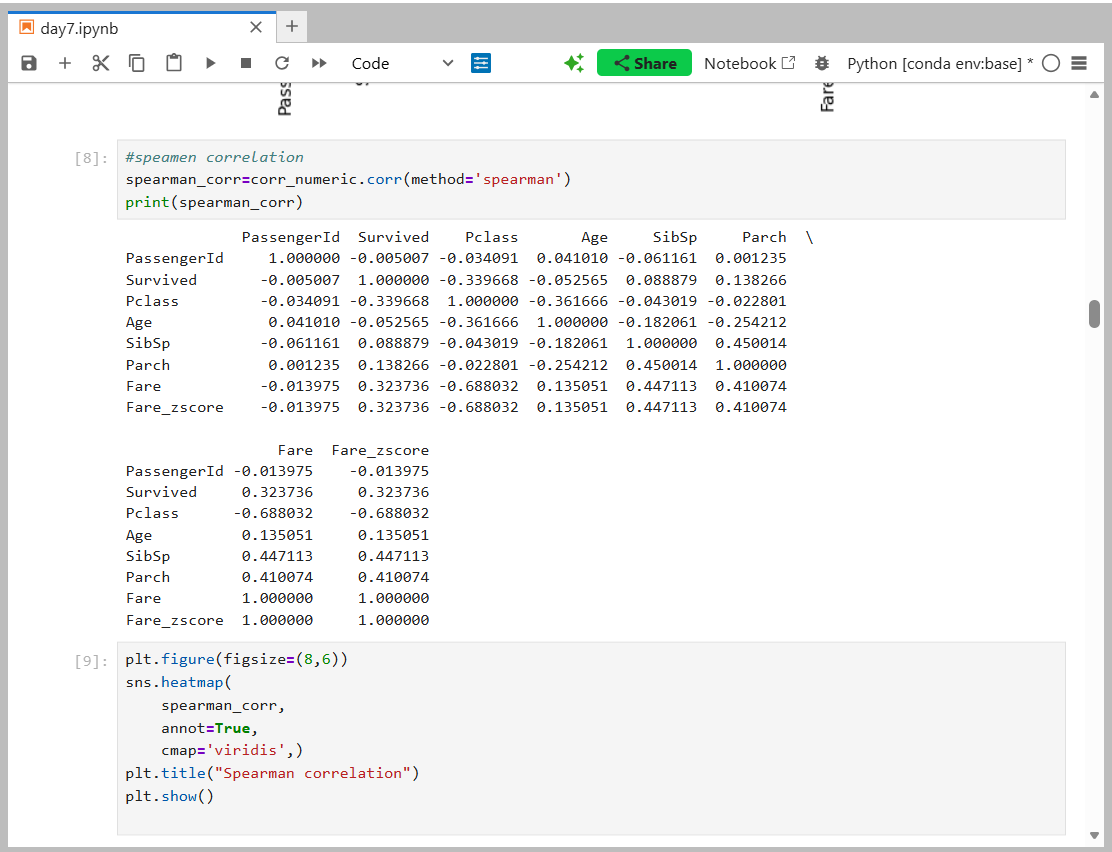 day7.ipynb
Code
Share
Notebook
Python [conda env:base] *
Pass
Fare
[8]:
#speamen correlation
spearman_corr=corr_numeric.corr(method='spearman')
print(spearman_corr)
PassengerId  Survived    Pclass       Age     SibSp     Parch  \
PassengerId     1.000000 -0.005007 -0.034091  0.041010 -0.061161  0.001235
Survived       -0.005007  1.000000 -0.339668 -0.052565  0.088879  0.138266
Pclass         -0.034091 -0.339668  1.000000 -0.361666 -0.043019 -0.022801
Age             0.041010 -0.052565 -0.361666  1.000000 -0.182061 -0.254212
SibSp          -0.061161  0.088879 -0.043019 -0.182061  1.000000  0.450014
Parch           0.001235  0.138266 -0.022801 -0.254212  0.450014  1.000000
Fare           -0.013975  0.323736 -0.688032  0.135051  0.447113  0.410074
Fare_zscore    -0.013975  0.323736 -0.688032  0.135051  0.447113  0.410074
Fare  Fare_zscore
PassengerId -0.013975    -0.013975
Survived     0.323736     0.323736
Pclass      -0.688032    -0.688032
Age          0.135051     0.135051
SibSp        0.447113     0.447113
Parch        0.410074     0.410074
Fare         1.000000     1.000000
Fare_zscore  1.000000     1.000000
[9]:
plt.figure(figsize=(8,6))
sns.heatmap(
    spearman_corr,
    annot=True,
    cmap='viridis',)
plt.title("Spearman correlation")
plt.show()